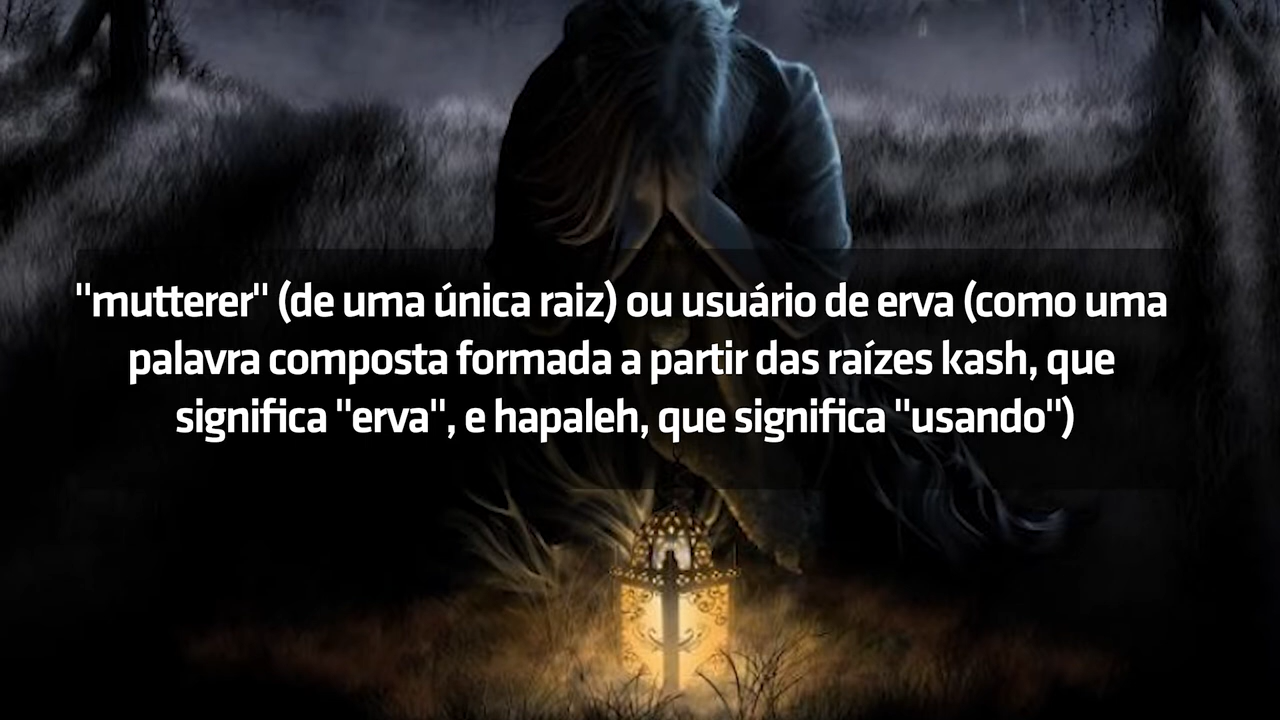 "mutterer" (de uma única raiz) ou usuário de erva (como uma
palavra composta formada a partir das raízes kash, que
significa "erva", e hapaleh, que significa "usando")